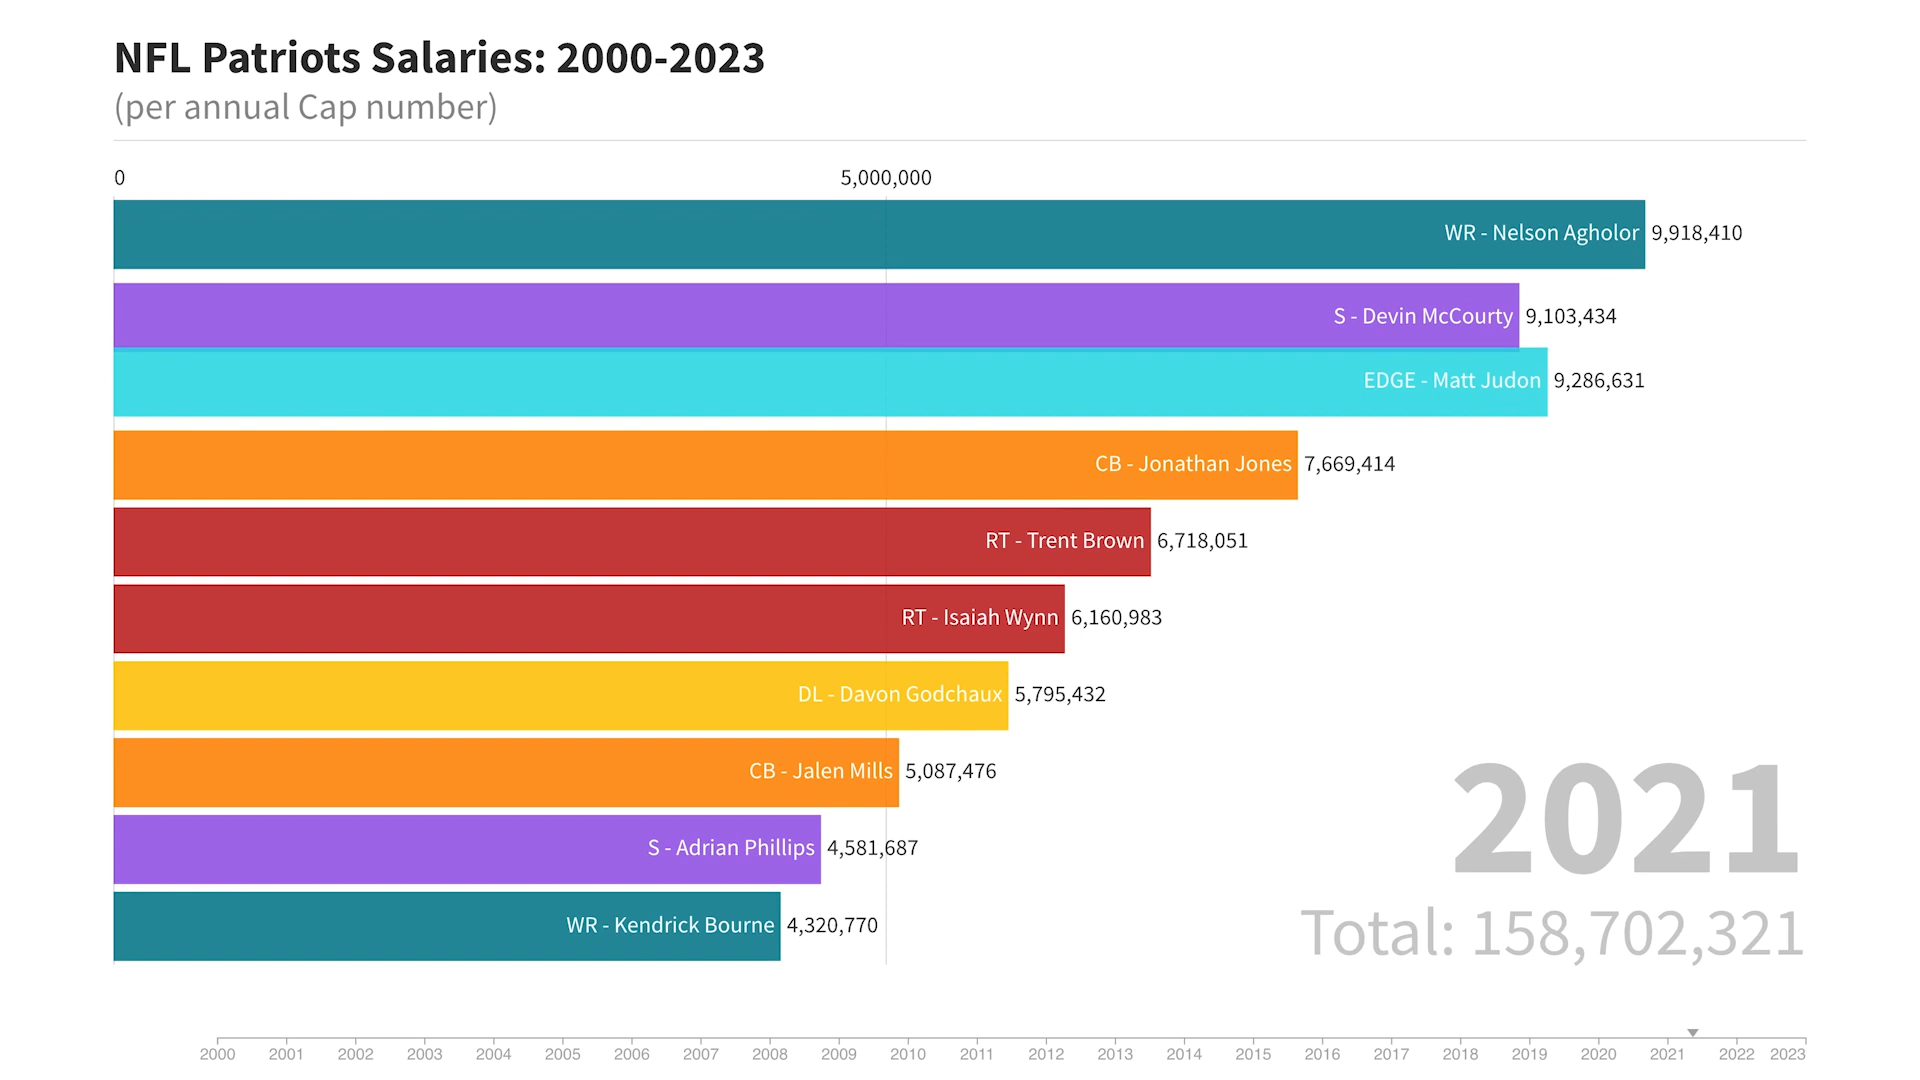 NFL Patriots Salaries: 2000-2023
(per annual Cap number)
0 5,000,000
WR - Nelson Agholor 9,918,410
S - Devin McCourty 9,103,434
EDGE - Matt Judon 9,286,631
CB - Jonathan Jones 7,669,414
RT - Trent Brown 6,718,051
RT - Isaiah Wynn 6,160,983
DL - Davon Godchaux 5,795,432
CB - Jalen Mills 5,087,476
S - Adrian Phillips 4,581,687
WR - Kendrick Bourne 4,320,770
2021
Total: 158,702,321
2000 2001 2002 2003 2004 2005 2006 2007 2008 2009 2010 2011 2012 2013 2014 2015 2016 2017 2018 2019 2020 2021 2022 2023